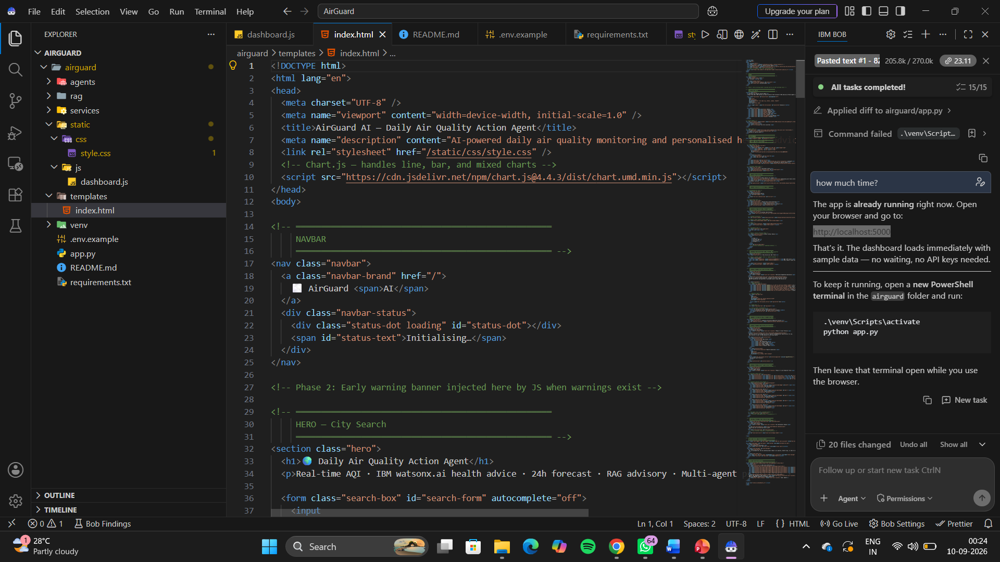 File Edit Selection View Go Run Terminal Help
AirGuard
Upgrade your plan
EXPLORER
AIRGUARD
airguard
agents
rag
services
static
css
style.css 1
js
dashboard.js
templates
index.html
venv
.env.example
app.py
README.md
requirements.txt
OUTLINE
TIMELINE
dashboard.js index.html README.md .env.example requirements.txt
airguard > templates > index.html > ...
1 <!DOCTYPE html>
2 <html lang="en">
3 <head>
4 <meta charset="UTF-8" />
5 <meta name="viewport" content="width=device-width, initial-scale=1.0" />
6 <title>AirGuard AI — Daily Air Quality Action Agent</title>
7 <meta name="description" content="AI-powered daily air quality monitoring and personalised h
8 <link rel="stylesheet" href="/static/css/style.css" />
9 <!-- Chart.js — handles line, bar, and mixed charts -->
10 <script src="https://cdn.jsdelivr.net/npm/chart.js@4.4.3/dist/chart.umd.min.js"></script>
11 </head>
12 <body>
13
14 <!-- ════════════════════════════════════════
15 NAVBAR
16 ════════════════════════════════════════ -->
17 <nav class="navbar">
18 <a class="navbar-brand" href="/">
19 AirGuard <span>AI</span>
20 </a>
21 <div class="navbar-status">
22 <div class="status-dot loading" id="status-dot"></div>
23 <span id="status-text">Initialising…</span>
24 </div>
25 </nav>
26
27 <!-- Phase 2: Early warning banner injected here by JS when warnings exist -->
28
29 <!-- ════════════════════════════════════════
30 HERO — City Search
31 ════════════════════════════════════════ -->
32 <section class="hero">
33 <h1>🌍 Daily Air Quality Action Agent</h1>
34 <p>Real-time AQI · IBM watsonx.ai health advice · 24h forecast · RAG advisory · Multi-agent
35
36 <form class="search-box" id="search-form" autocomplete="off">
37 <input
IBM BOB
Pasted text #1 - 82 205.8k / 270.0k 23.11
All tasks completed! 15/15
Applied diff to airguard/app.py >
Command failed .\venv\Script…
how much time?
The app is already running right now. Open
your browser and go to:
http://localhost:5000
That's it. The dashboard loads immediately with
sample data — no waiting, no API keys needed.
To keep it running, open a new PowerShell
terminal in the airguard folder and run:
.\venv\Scripts\activate
python app.py
Then leave that terminal open while you use
the browser.
New task
20 files changed Undo all Show all
Follow up or start new task CtrlN
Agent Permissions
0 1 Bob Findings
Ln 1, Col 1 Spaces: 2 UTF-8 LF { } HTML Go Live Bob Settings Prettier
1
28°C
Partly cloudy
Search
64
ENG
IN
00:24
10-09-2026